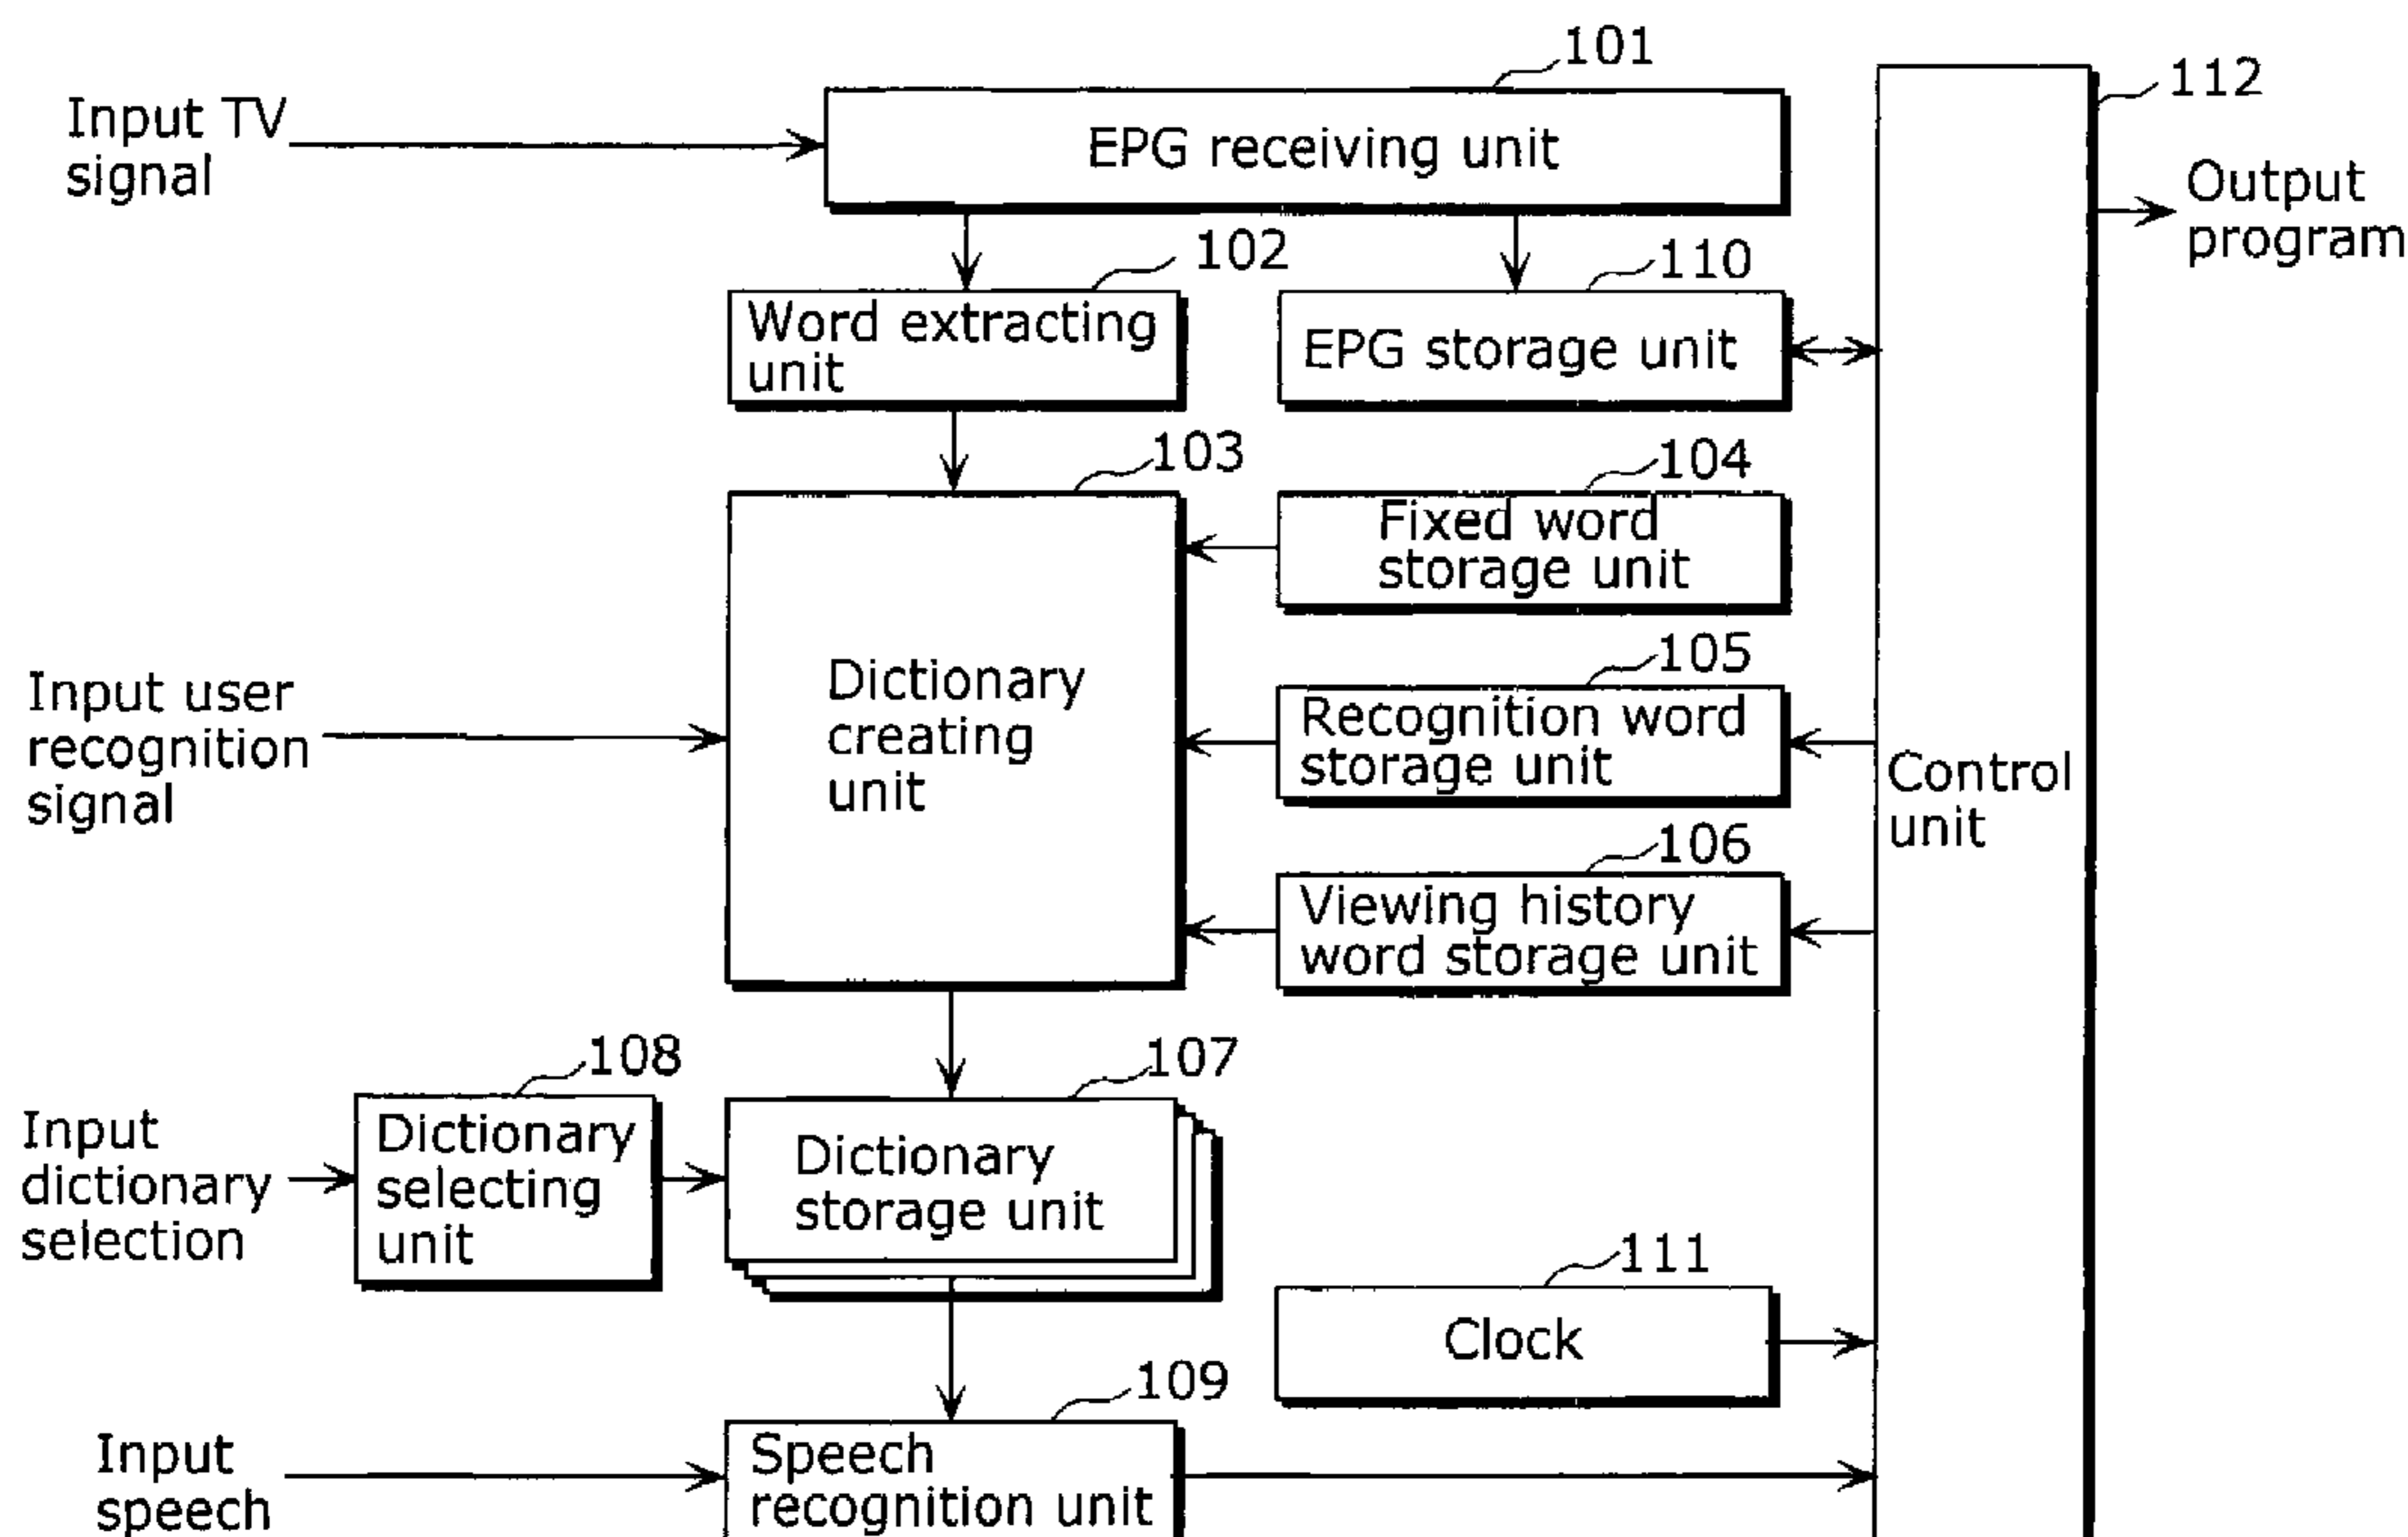 101
112
Input TV
signal
EPG receiving unit
Output
program
102
110
Word extracting
unit
EPG storage unit
103
104
Fixed word
storage unit
Dictionary
creating
unit
Input user
recognition
signal
105
Recognition word
storage unit
Control
unit
106
Viewing history
word storage unit
108
107
Input
dictionary
selection
Dictionary
selecting
unit
Dictionary
storage unit
111
Clock
109
Input
speech
Speech
recognition unit